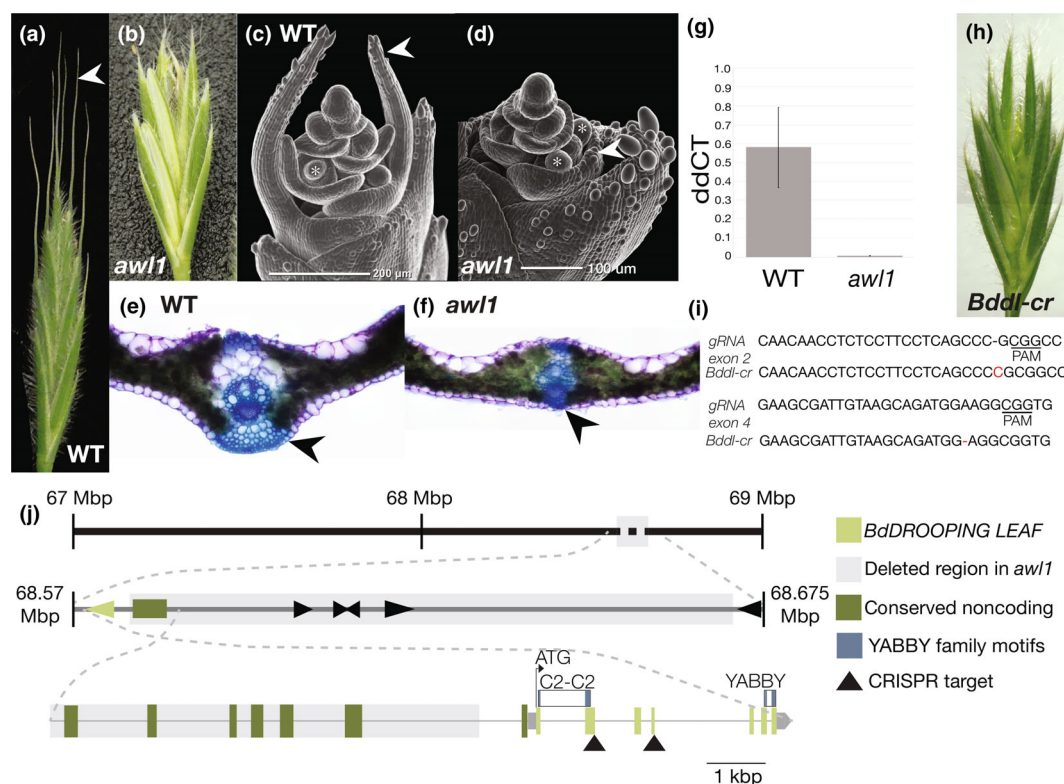 (a)
WT
(b)
awl1
(c) WT
*
200 µm
(d)
*
*
awl1
100 um
(e) WT
(f) awl1
(g)
ddCT
1.0
0.9
0.8
0.7
0.6
0.5
0.4
0.3
0.2
0.1
0
WT awl1
(h)
Bddl-cr
(i)
gRNA CAACAACCTCTCCTTCCTCAGCCC-GCGGCC
exon 2 PAM
Bddl-cr CAACAACCTCTCCTTCCTCAGCCCCGCGGCC
gRNA GAAGCGATTGTAAGCAGATGGAAGGCGGTG
exon 4 PAM
Bddl-cr GAAGCGATTGTAAGCAGATGG-AGGCGGTG
(j)
67 Mbp 68 Mbp 69 Mbp
68.57 Mbp 68.675 Mbp
ATG
C2-C2 YABBY
1 kbp
BdDROOPING LEAF
Deleted region in awl1
Conserved noncoding
YABBY family motifs
CRISPR target